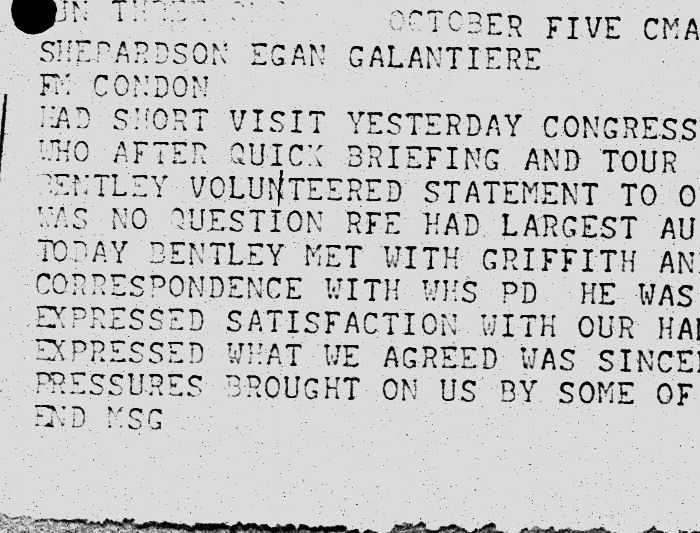 OCTOBER FIVE CMA
SHEPARDSON EGAN GALANTIERE
FM CONDON
HAD SHORT VISIT YESTERDAY CONGRESS
WHO AFTER QUICK BRIEFING AND TOUR
BENTLEY VOLUNTEERED STATEMENT TO O
WAS NO QUESTION RFE HAD LARGEST AU
TODAY BENTLEY MET WITH GRIFFITH AN
CORRESPONDENCE WITH WHS PD HE WAS
EXPRESSED SATISFACTION WITH OUR HA
EXPRESSED WHAT WE AGREED WAS SINCE
PRESSURES BROUGHT ON US BY SOME OF
END MSG